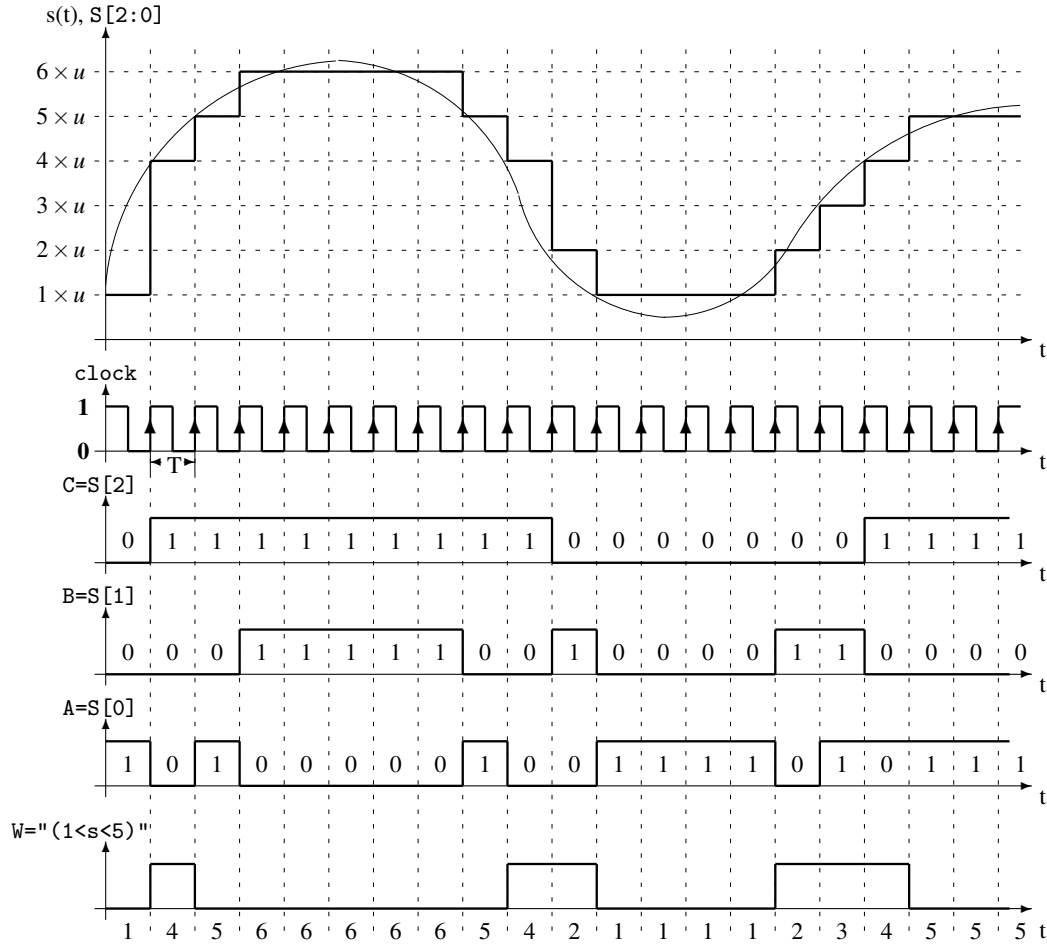 s(t), S[2:0]
6 × u
5 × u
4 × u
3 × u
2 × u
1 × u
t
clock
1
0
T
t
C=S[2]
0 1 1 1 1 1 1 1 1 1 0 0 0 0 0 0 0 1 1 1 1
t
B=S[1]
0 0 0 1 1 1 1 1 0 0 1 0 0 0 0 1 1 0 0 0 0
t
A=S[0]
1 0 1 0 0 0 0 0 1 0 0 1 1 1 1 0 1 0 1 1 1
t
W="(1<s<5)"
1 4 5 6 6 6 6 6 5 4 2 1 1 1 1 2 3 4 5 5 5 t